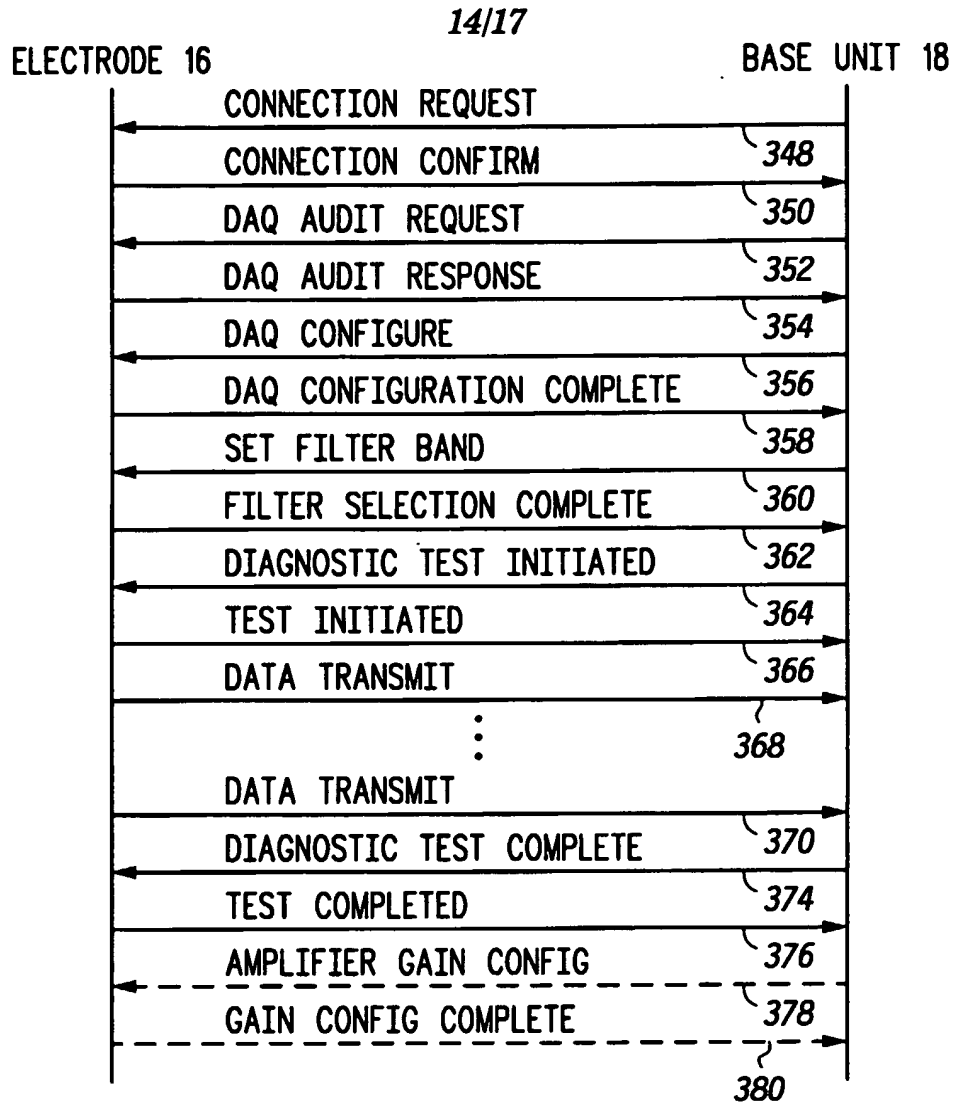 14/17
ELECTRODE 16
BASE UNIT 18
CONNECTION REQUEST
348
CONNECTION CONFIRM
350
DAQ AUDIT REQUEST
352
DAQ AUDIT RESPONSE
354
DAQ CONFIGURE
356
DAQ CONFIGURATION COMPLETE
358
SET FILTER BAND
360
FILTER SELECTION COMPLETE
362
DIAGNOSTIC TEST INITIATED
364
TEST INITIATED
366
DATA TRANSMIT
368
DATA TRANSMIT
370
DIAGNOSTIC TEST COMPLETE
374
TEST COMPLETED
376
AMPLIFIER GAIN CONFIG
378
GAIN CONFIG COMPLETE
380